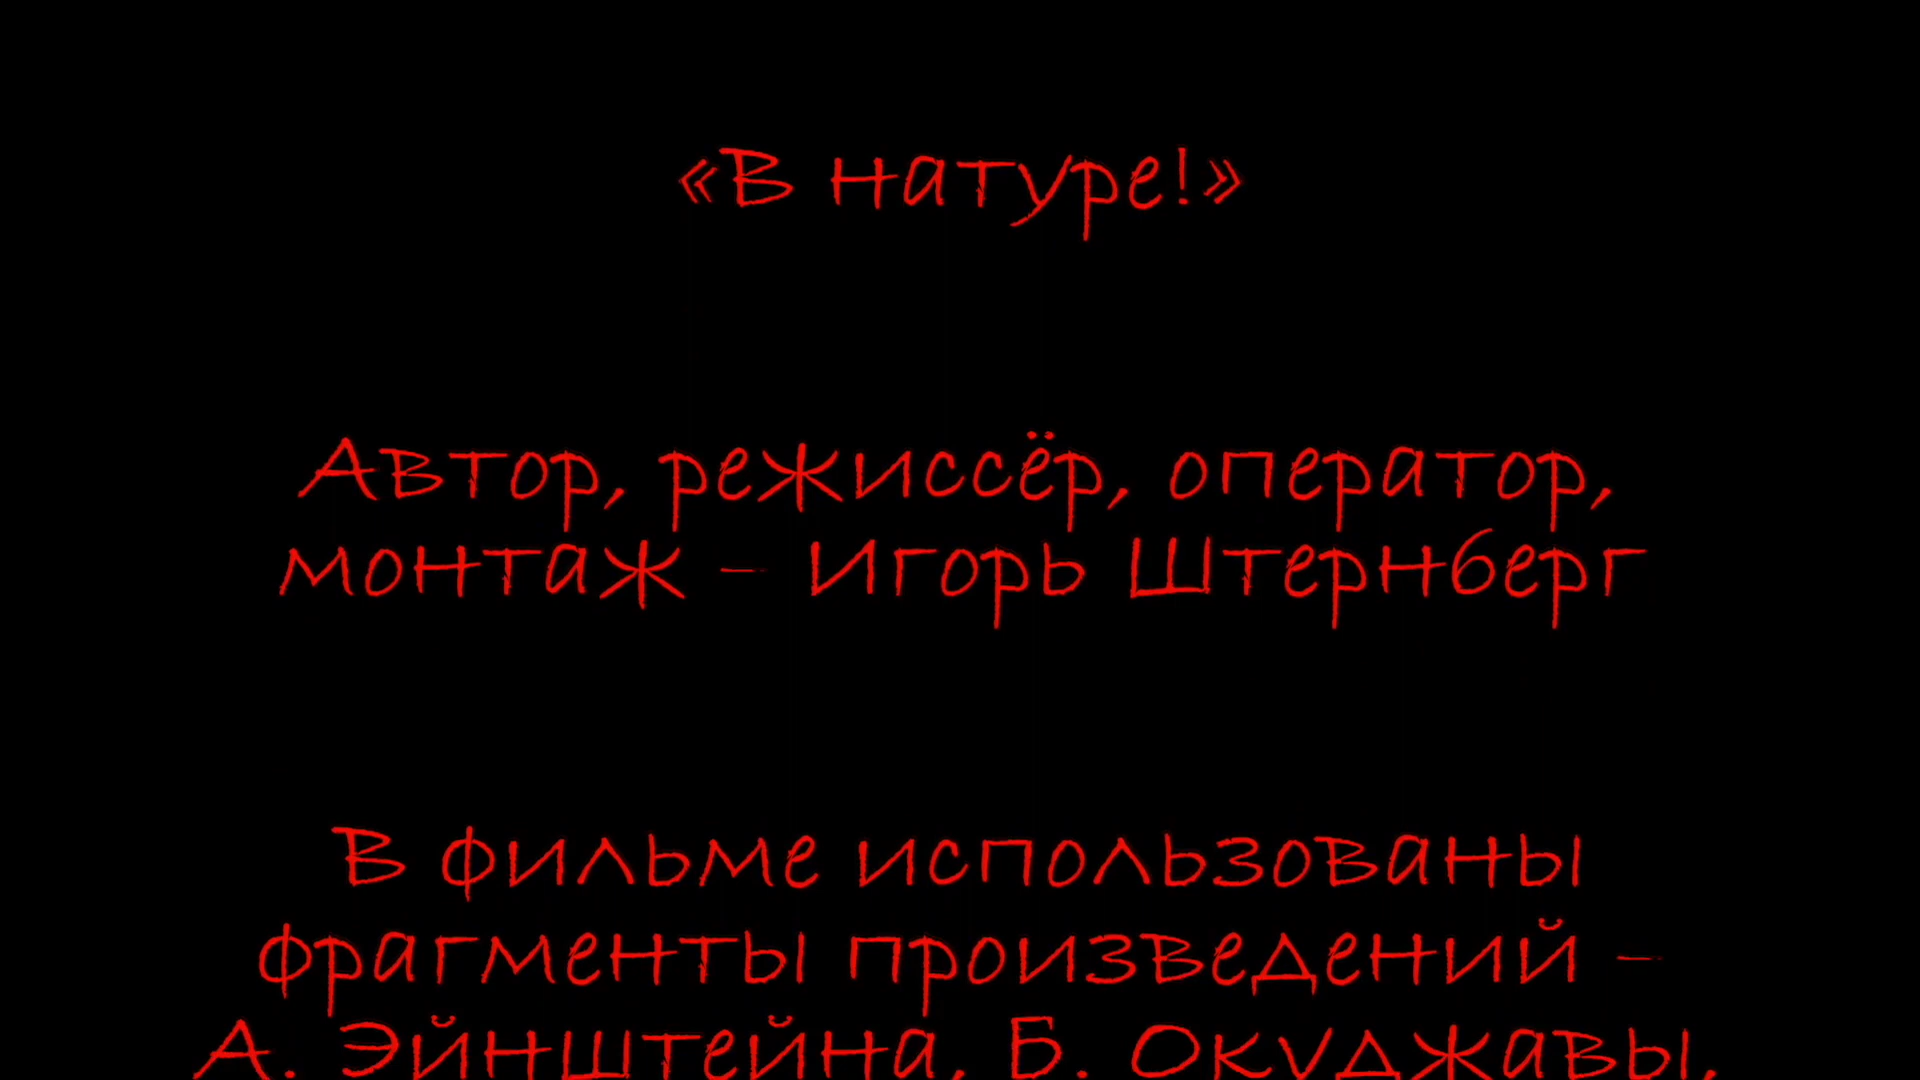 «В натуре!»
Автор, режиссёр, оператор,
монтаж – Игорь Штернберг
В фильме использованы
фрагменты произведений –
А. Эйнштейна, Б. Окуджавы,